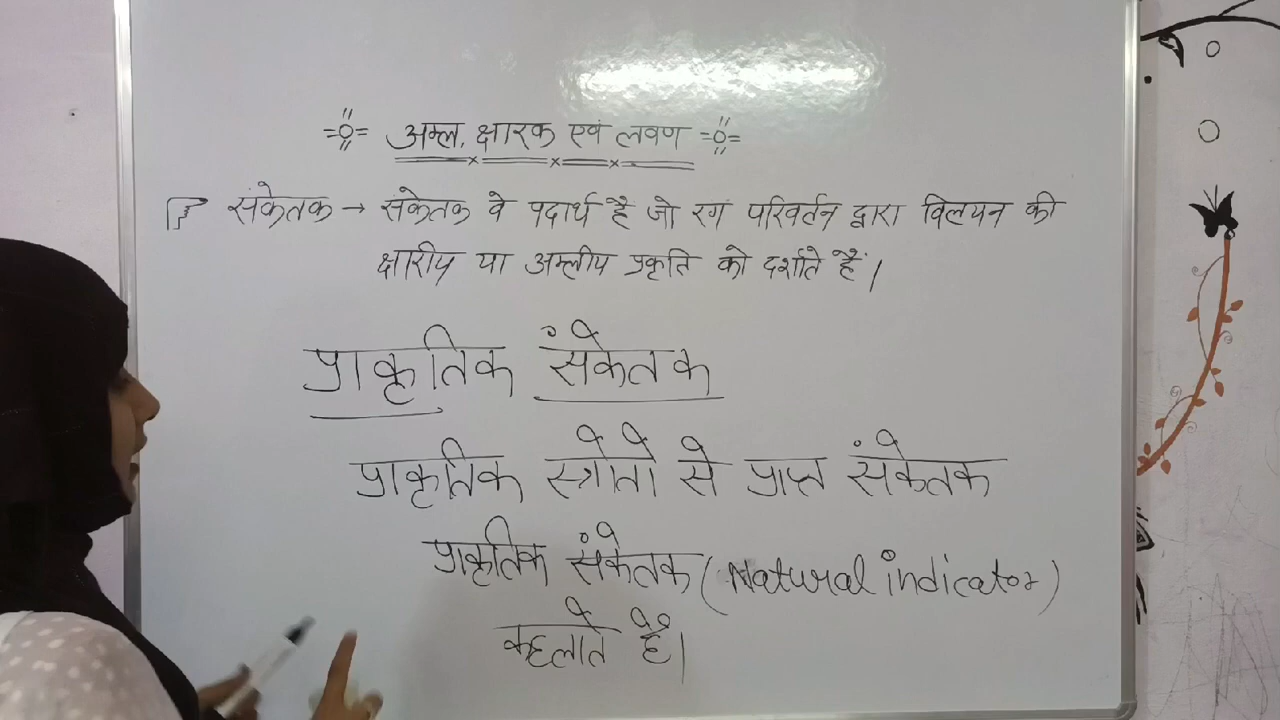 अम्ल, क्षारक एवं लवण
संकेतक → संकेतक वे पदार्थ है जो रंग परिवर्तन द्वारा विलयन की
क्षारीय या अम्लीय प्रकृति को दर्शाते हैं।
प्राकृतिक संकेतक
प्राकृतिक स्त्रोतो से प्राप्त संकेतक
प्राकृतिक संकेतक (Natural indicator)
कहलाते है।